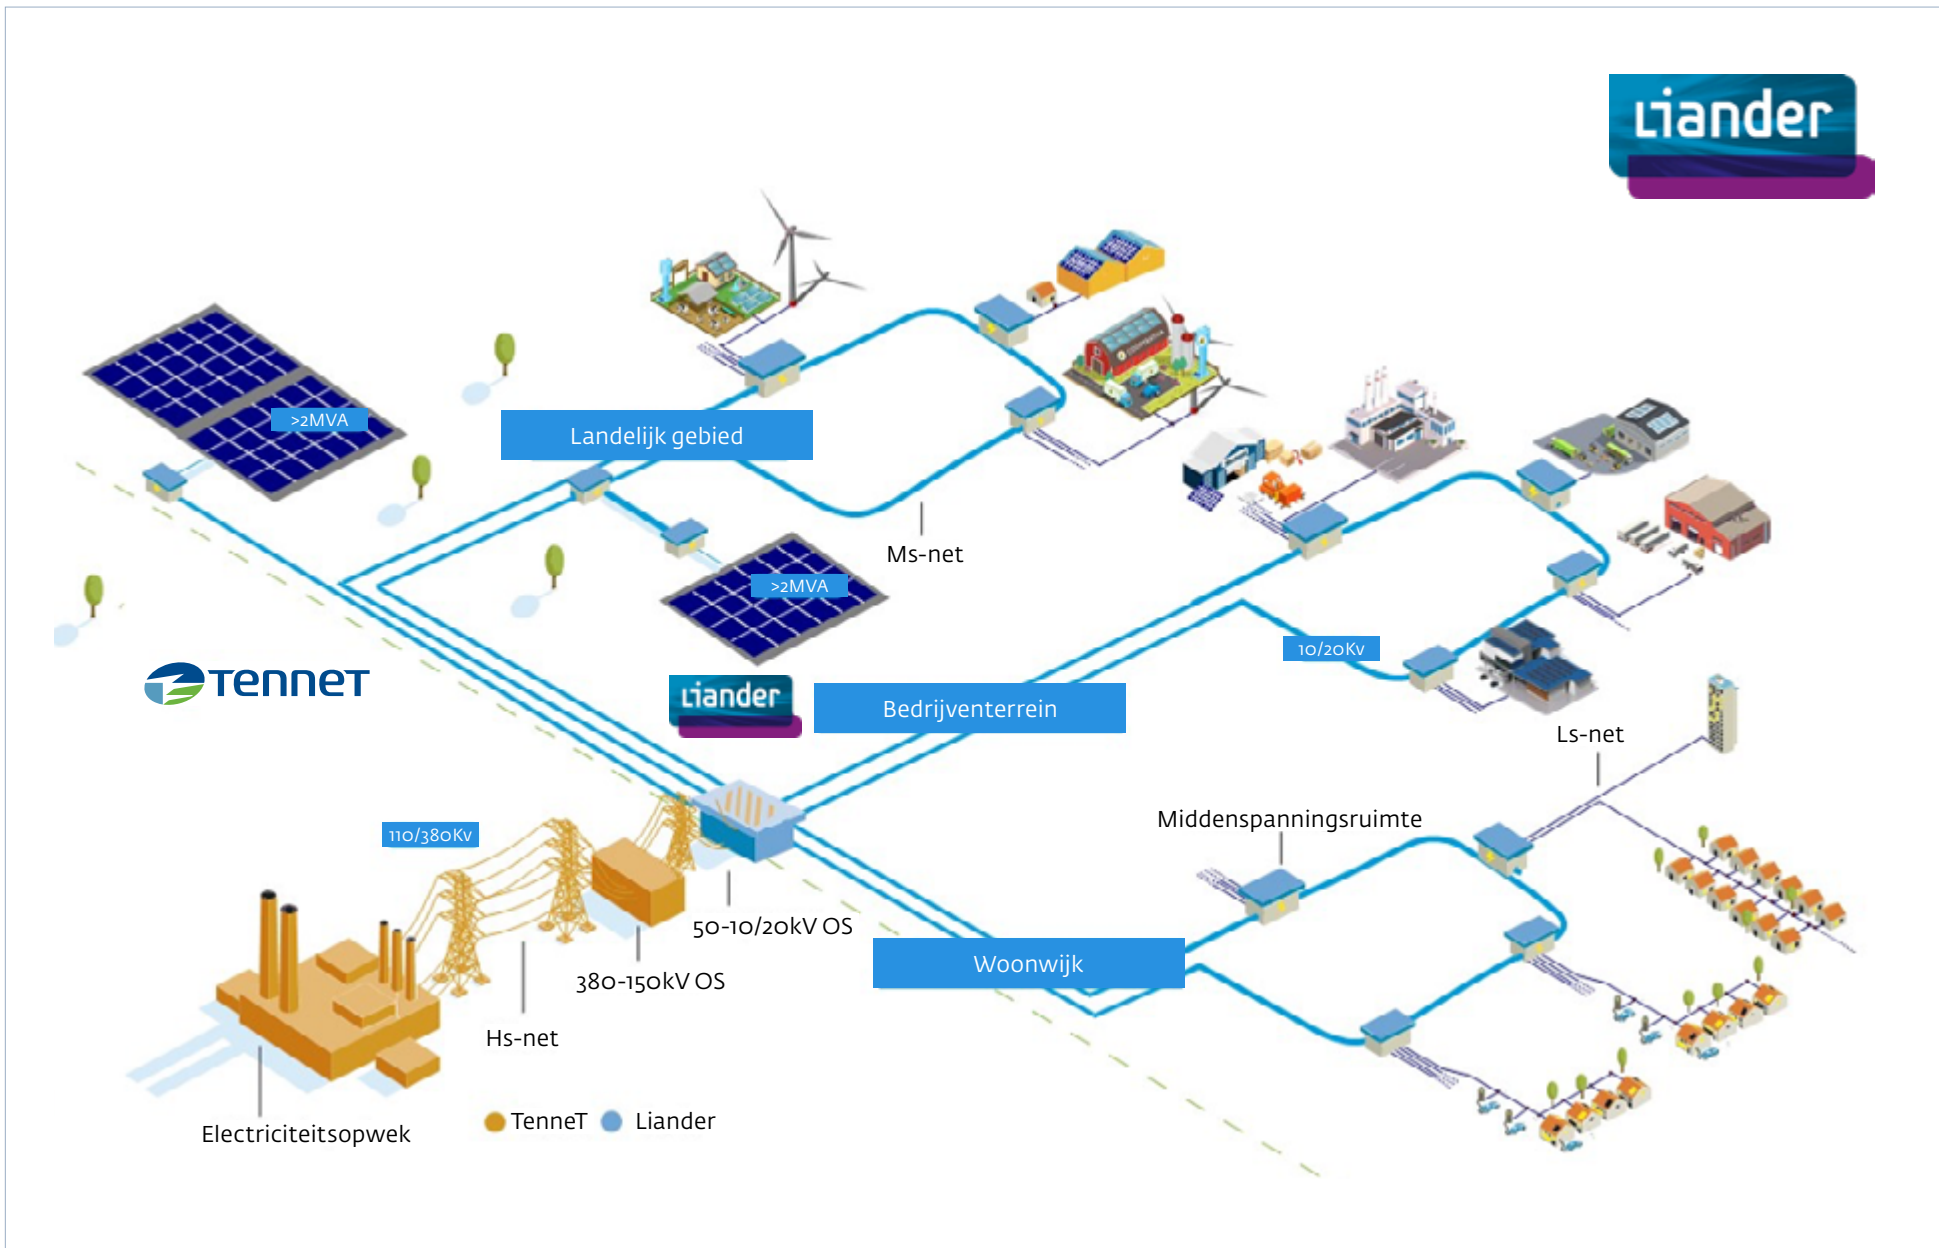 Liander
>2MVA
Landelijk gebied
Ms-net
>2MVA
10/20Kv
TenneT
Liander
Bedrijventerrein
Ls-net
Middenspanningsruimte
110/380Kv
50-10/20kV OS
380-150kV OS
Woonwijk
Hs-net
Electriciteitsopwek
TenneT
Liander